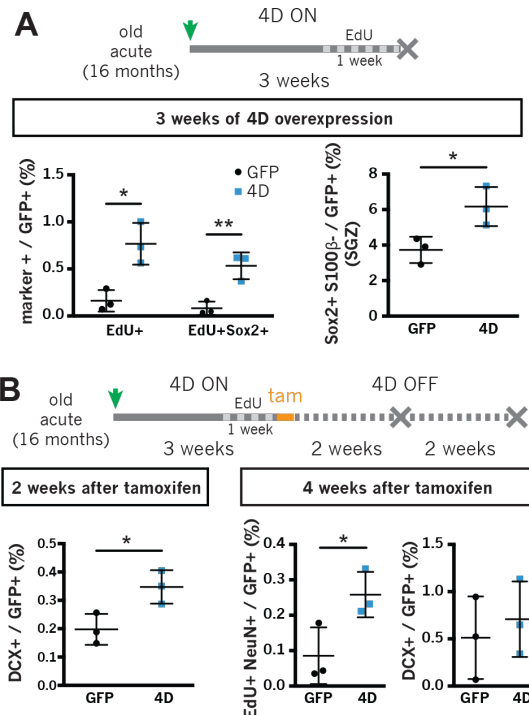 A
4D ON
old
acute
(16 months)
EdU
1 week
3 weeks
3 weeks of 4D overexpression
marker + / GFP+ (%)
1.5
1.0
0.5
0.0
GFP
4D
*
**
EdU+
EdU+Sox2+
Sox2+ S100β- / GFP+ (%)
(SGZ)
8
6
4
2
0
*
GFP
4D
B
4D ON
tam
4D OFF
old
acute
(16 months)
EdU
1 week
3 weeks
2 weeks
2 weeks
2 weeks after tamoxifen
4 weeks after tamoxifen
DCX+ / GFP+ (%)
0.5
0.4
0.3
0.2
0.1
0.0
*
GFP
4D
EdU+ NeuN+ / GFP+ (%)
0.4
0.3
0.2
0.1
0.0
*
GFP
4D
DCX+ / GFP+ (%)
1.5
1.0
0.5
0.0
GFP
4D